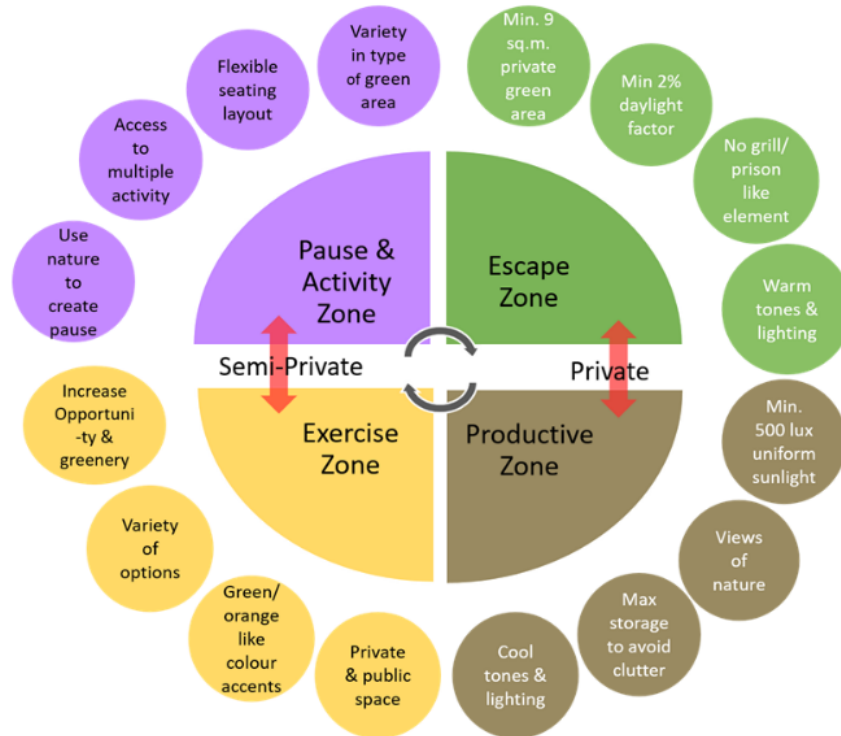 Variety
in type
of green
area
Flexible
seating
layout
Access
to
multiple
activity
Use
nature
to
create
pause
Min. 9
sq.m.
private
green
area
Min 2%
daylight
factor
No grill/
prison
like
element
Warm
tones &
lighting
Pause &
Activity
Zone
Escape
Zone
Semi-Private
Private
Exercise
Zone
Productive
Zone
Increase
Opportuni
-ty &
greenery
Variety
of
options
Green/
orange
like
colour
accents
Private
& public
space
Min.
500 lux
uniform
sunlight
Views
of
nature
Max
storage
to avoid
clutter
Cool
tones &
lighting